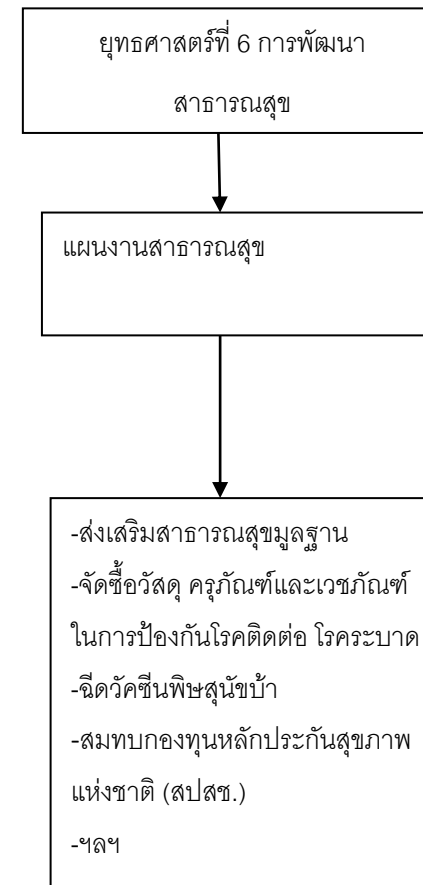 ยุทธศาสตร์ที่ 6 การพัฒนา
สาธารณสุข
แผนงานสาธารณสุข
-ส่งเสริมสาธารณสุขมูลฐาน
-จัดซื้อวัสดุ ครุภัณฑ์และเวชภัณฑ์
ในการป้องกันโรคติดต่อ โรคระบาด
-ฉีดวัคซีนพิษสุนัขบ้า
-สมทบกองทุนหลักประกันสุขภาพ
แห่งชาติ (สปสช.)
-ฯลฯ